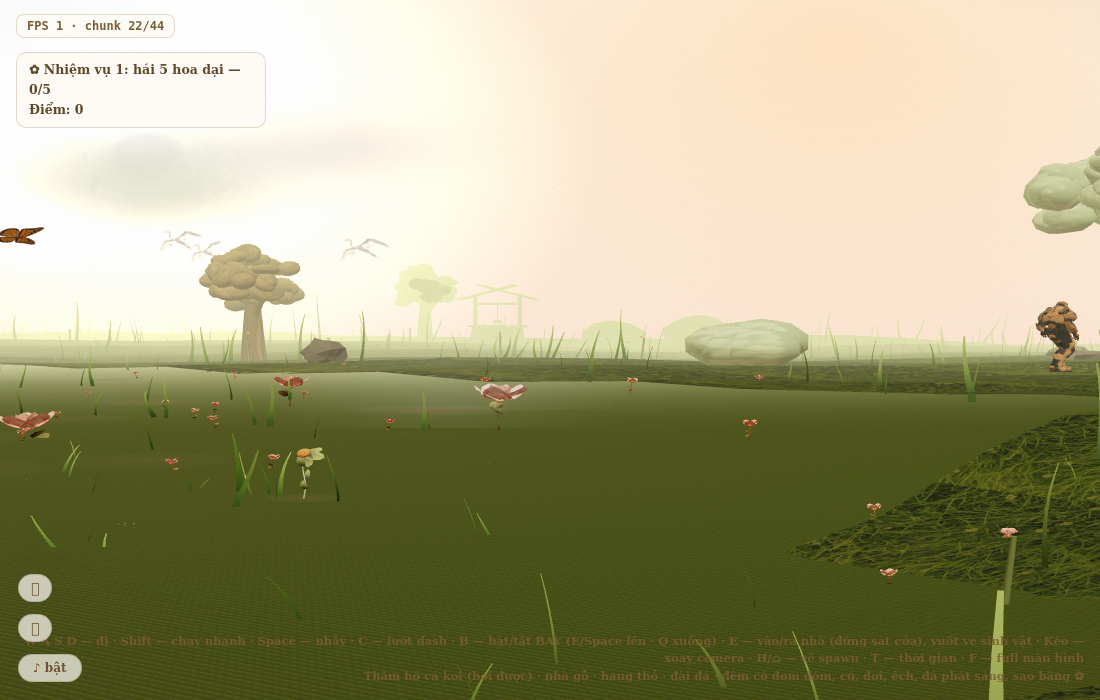 FPS 1 · chunk 22/44
✿ Nhiệm vụ 1: hái 5 hoa dại —
0/5
Điểm: 0
S D — đi · Shift — chạy nhanh · Space — nhảy · C — lướt dash · B — bật/tắt BAY (E/Space lên · Q xuống) · E — vào/ra nhà (đứng sát cửa), vuốt ve sinh vật · Kéo —
xoay camera · H/⌂ — về spawn · T — thời gian · F — full màn hình
Thảm hồ cá koi (bơi được) · nhà gỗ · hang thỏ · đài đá · đêm có đom đóm, cú, dơi, ếch, đá phát sáng, sao băng ✿
♪ bật